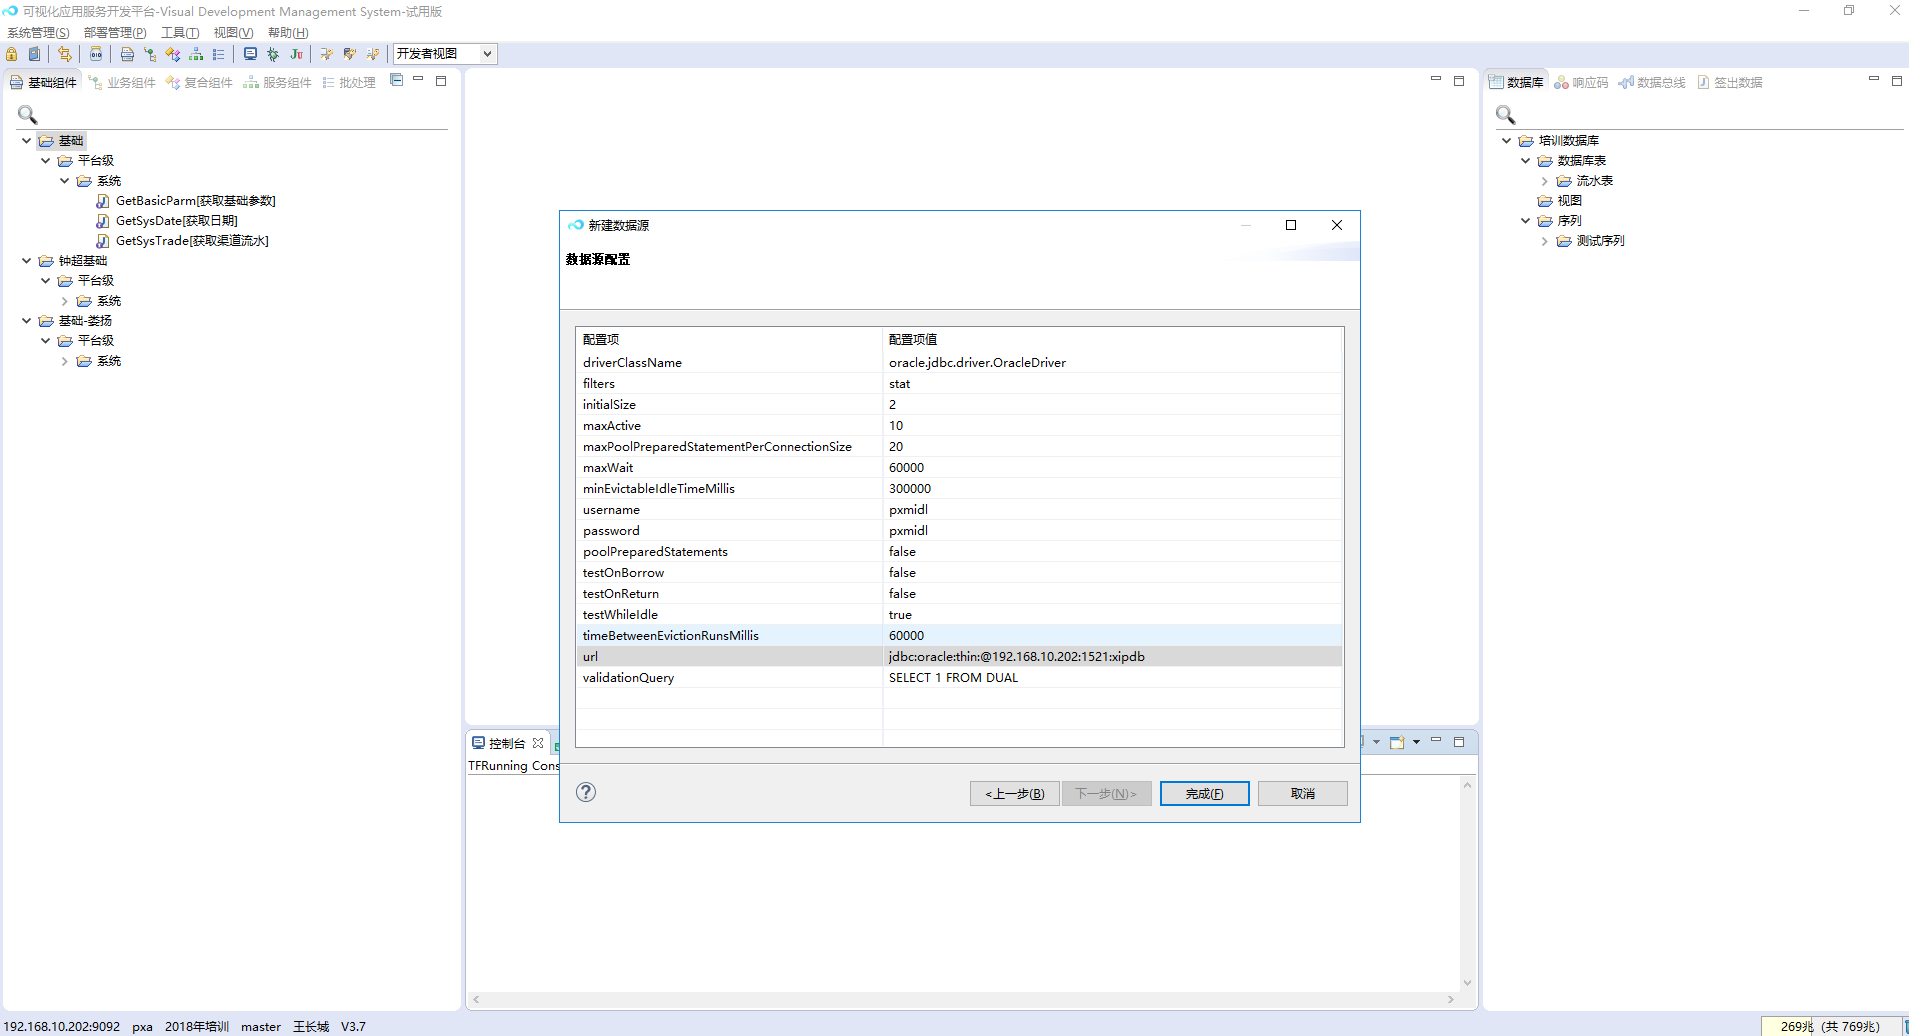 可视化应用服务开发平台-Visual Development Management System-试用版
系统管理(S) 部署管理(P) 工具(T) 视图(V) 帮助(H)
开发者视图
基础组件 业务组件 复合组件 服务组件 批处理
基础
平台级
系统
GetBasicParm[获取基础参数]
GetSysDate[获取日期]
GetSysTrade[获取渠道流水]
钟超基础
平台级
系统
基础-娄扬
平台级
系统
新建数据源
数据源配置
配置项 配置项值
driverClassName oracle.jdbc.driver.OracleDriver
filters stat
initialSize 2
maxActive 10
maxPoolPreparedStatementPerConnectionSize 20
maxWait 60000
minEvictableIdleTimeMillis 300000
username pxmidl
password pxmidl
poolPreparedStatements false
testOnBorrow false
testOnReturn false
testWhileIdle true
timeBetweenEvictionRunsMillis 60000
url jdbc:oracle:thin:@192.168.10.202:1521:xipdb
validationQuery SELECT 1 FROM DUAL
<上一步(B) 下一步(N)> 完成(F) 取消
控制台
TFRunning Cons
数据库 响应码 数据总线 签出数据
培训数据库
数据库表
流水表
视图
序列
测试序列
192.168.10.202:9092 pxa 2018年培训 master 王长城 V3.7
269兆 (共 769兆)